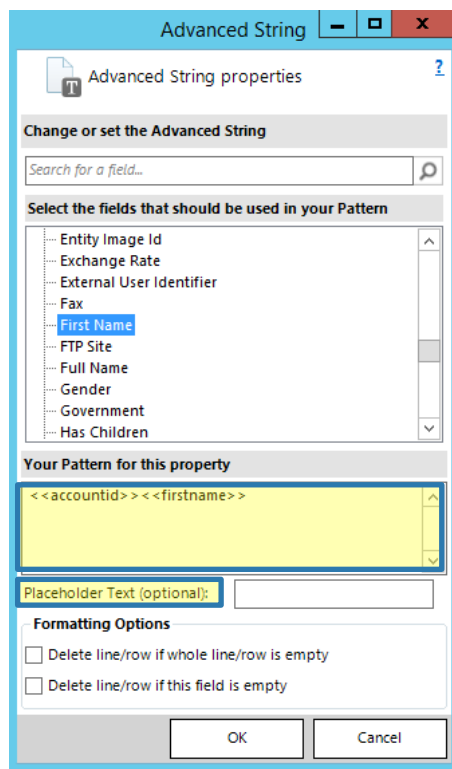 Advanced String
Advanced String properties
?
T
Change or set the Advanced String
Search for a field...
Select the fields that should be used in your Pattern
Entity Image Id
Exchange Rate
External User Identifier
Fax
First Name
FTP Site
Full Name
Gender
Government
Has Children
Your Pattern for this property
<<accountid>><<firstname>>
Placeholder Text (optional):
Formatting Options
Delete line/row if whole line/row is empty
Delete line/row if this field is empty
OK Cancel